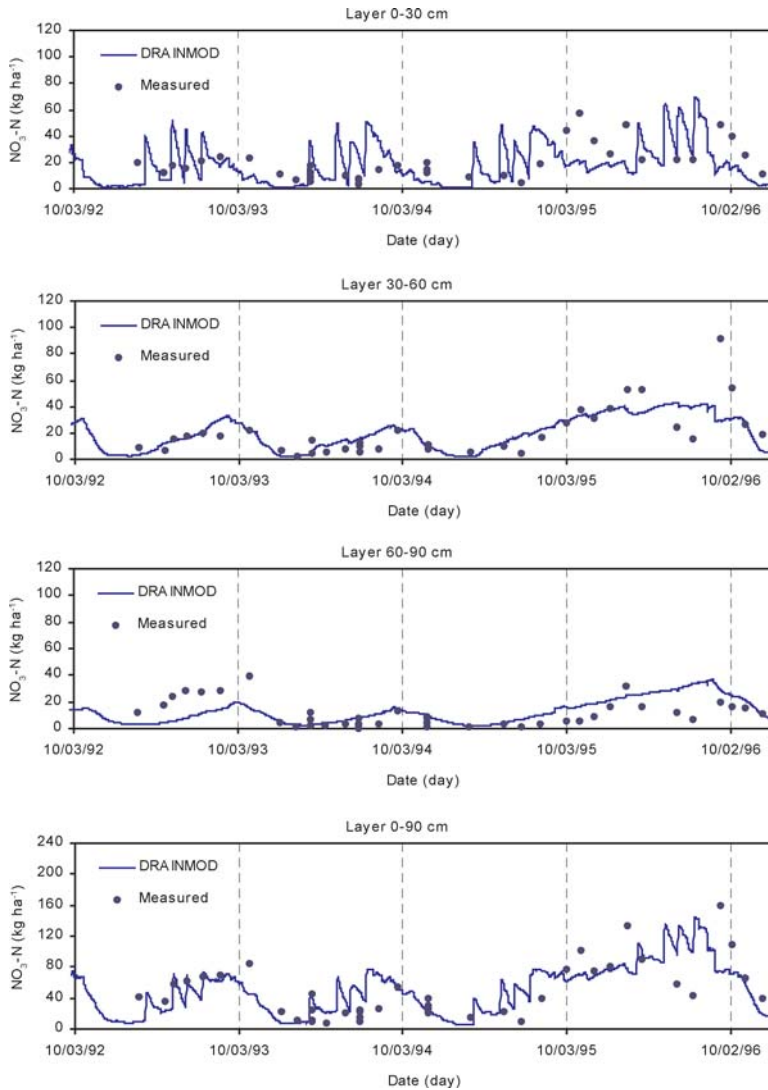 Layer 0-30 cm
120
100
80
60
40
20
0
NO3-N (kg ha-1)
DRAINMOD
Measured
10/03/92 10/03/93 10/03/94 10/03/95 10/02/96
Date (day)
Layer 30-60 cm
120
100
80
60
40
20
0
NO3-N (kg ha-1)
DRAINMOD
Measured
10/03/92 10/03/93 10/03/94 10/03/95 10/02/96
Date (day)
Layer 60-90 cm
120
100
80
60
40
20
0
NO3-N (kg ha-1)
DRAINMOD
Measured
10/03/92 10/03/93 10/03/94 10/03/95 10/02/96
Date (day)
Layer 0-90 cm
240
200
160
120
80
40
0
NO3-N (kg ha-1)
DRAINMOD
Measured
10/03/92 10/03/93 10/03/94 10/03/95 10/02/96
Date (day)